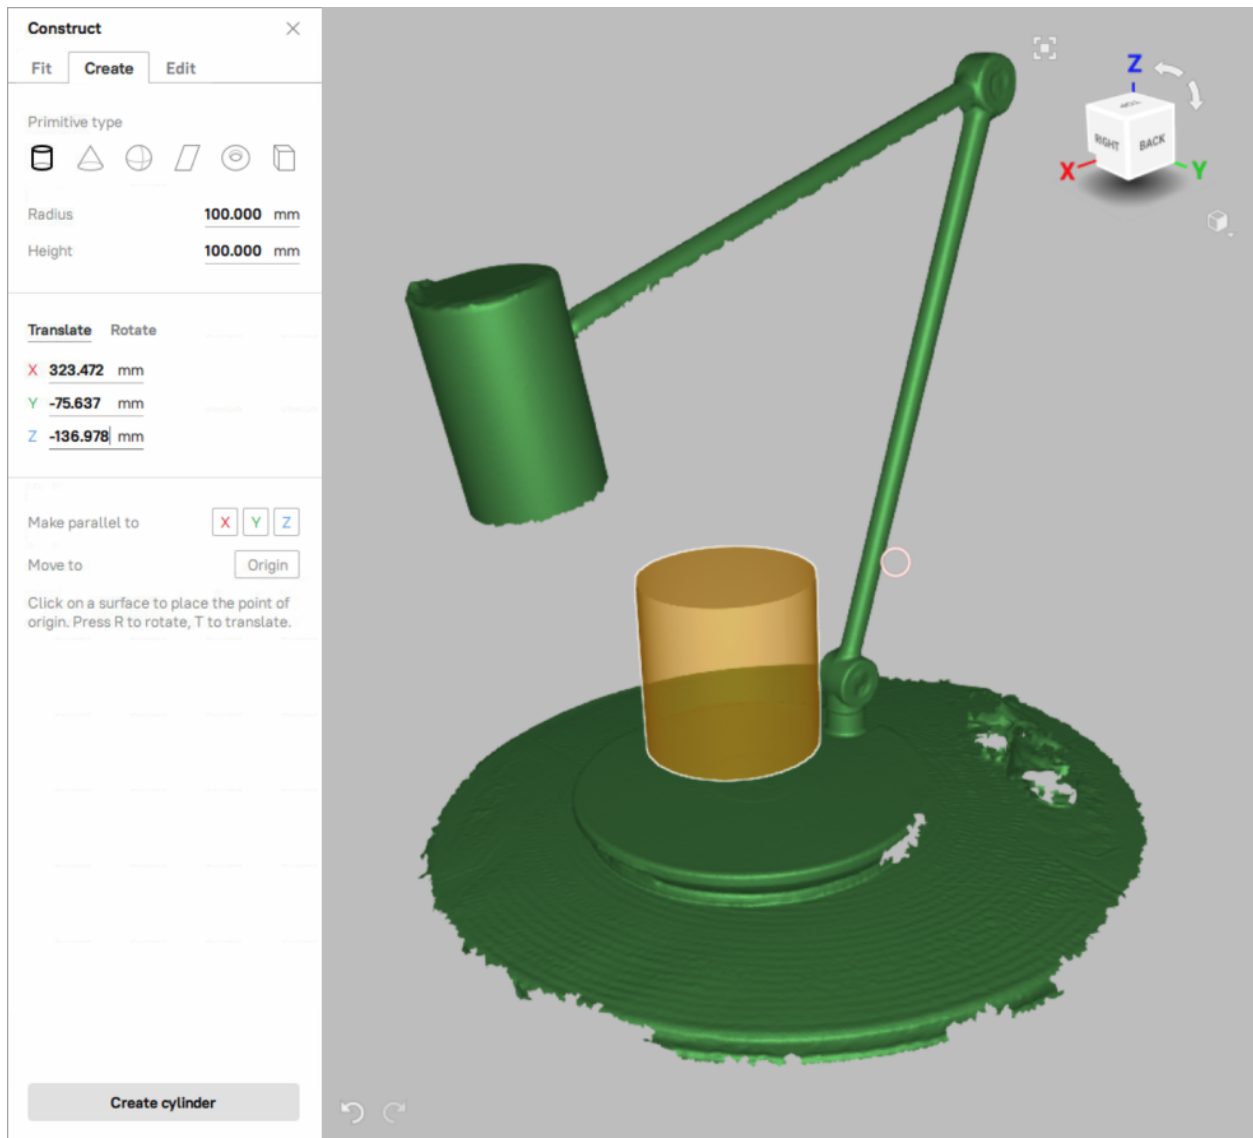 Construct
Fit Create Edit
Primitive type
Radius 100.000 mm
Height 100.000 mm
Translate Rotate
X 323.472 mm
Y -75.637 mm
Z -136.978 mm
Make parallel to X Y Z
Move to Origin
Click on a surface to place the point of
origin. Press R to rotate, T to translate.
Create cylinder
Z
TOP
RIGHT BACK
X Y